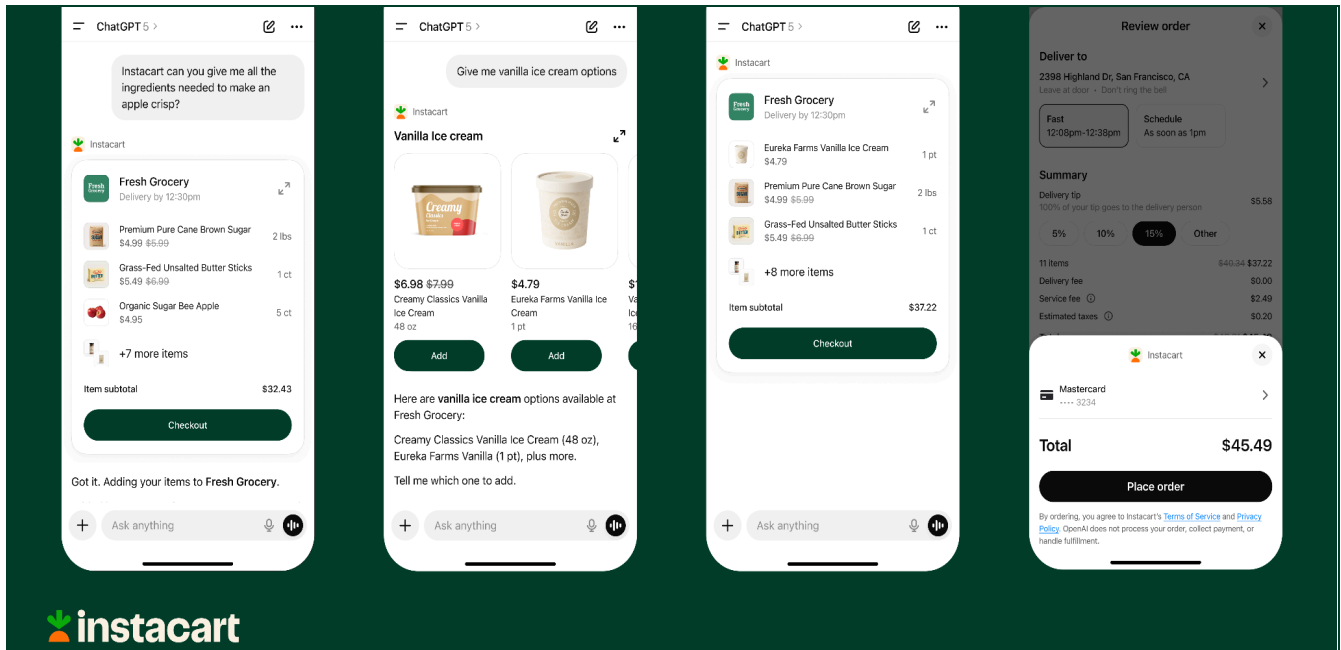 ChatGPT 5 >
Instacart can you give me all the
ingredients needed to make an
apple crisp?
Instacart
Fresh Grocery
Fresh Grocery
Delivery by 12:30pm
Premium Pure Cane Brown Sugar
$4.99 $5.99
2 lbs
Grass-Fed Unsalted Butter Sticks
$5.49 $6.99
1 ct
Organic Sugar Bee Apple
$4.95
5 ct
+7 more items
Item subtotal $32.43
Checkout
Got it. Adding your items to Fresh Grocery.
Ask anything
ChatGPT 5 >
Give me vanilla ice cream options
Instacart
Vanilla Ice cream
Creamy
Classics
VANILLA
$6.98 $7.99
Creamy Classics Vanilla
Ice Cream
48 oz
Add
$4.79
Eureka Farms Vanilla Ice
Cream
1 pt
Add
Here are vanilla ice cream options available at
Fresh Grocery:
Creamy Classics Vanilla Ice Cream (48 oz),
Eureka Farms Vanilla (1 pt), plus more.
Tell me which one to add.
Ask anything
ChatGPT 5 >
Instacart
Fresh Grocery
Fresh Grocery
Delivery by 12:30pm
Eureka Farms Vanilla Ice Cream
$4.79
1 pt
Premium Pure Cane Brown Sugar
$4.99 $5.99
2 lbs
Grass-Fed Unsalted Butter Sticks
$5.49 $6.99
1 ct
+8 more items
Item subtotal $37.22
Checkout
Ask anything
Review order
Deliver to
2398 Highland Dr, San Francisco, CA
Leave at door • Don't ring the bell
Fast
12:08pm-12:38pm
Schedule
As soon as 1pm
Summary
Delivery tip
100% of your tip goes to the delivery person
$5.58
5% 10% 15% Other
11 items $40.34 $37.22
Delivery fee $0.00
Service fee $2.49
Estimated taxes $0.20
Instacart
Mastercard
---- 3234
Total $45.49
Place order
By ordering, you agree to Instacart's Terms of Service and Privacy
Policy. OpenAI does not process your order, collect payment, or
handle fulfillment.
instacart